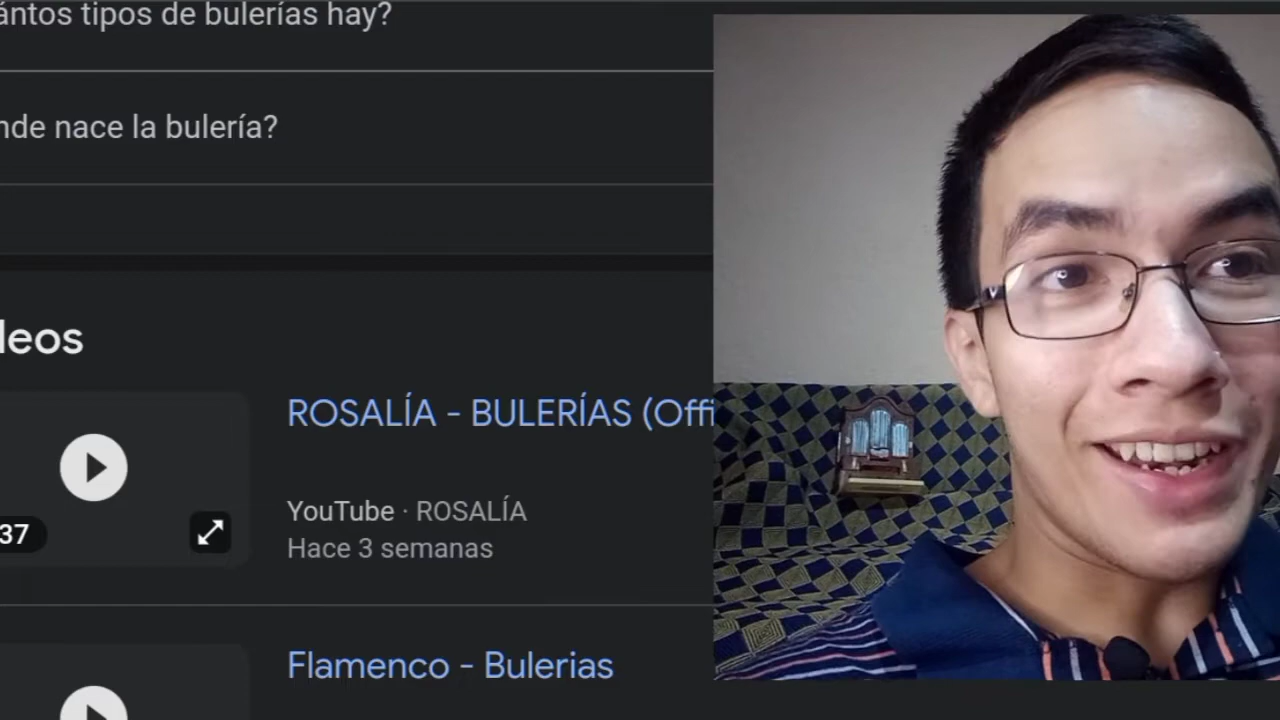 ántos tipos de bulerías hay?
nde nace la bulería?
leos
ROSALÍA - BULERÍAS (Offi
37
YouTube · ROSALÍA
Hace 3 semanas
Flamenco - Bulerias